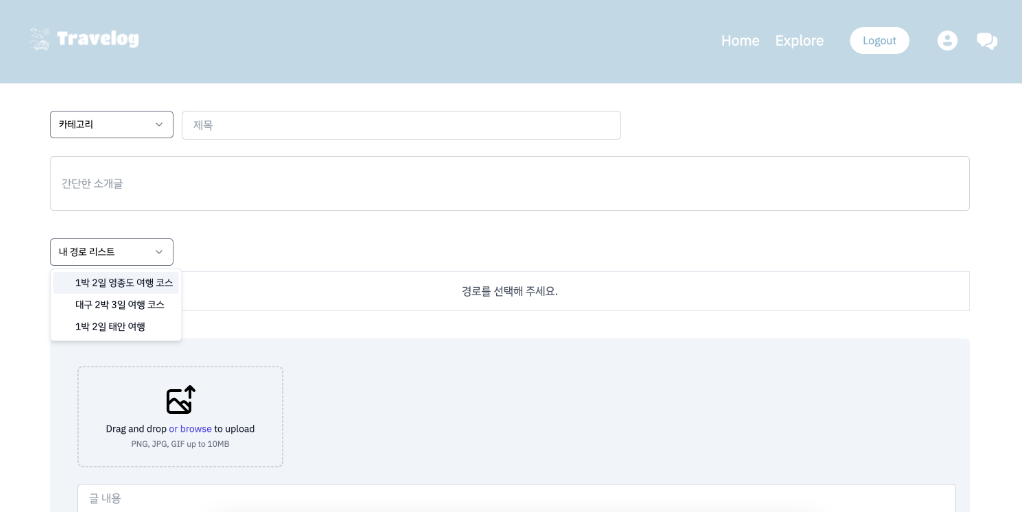 Travelog
Home Explore Logout
카테고리
제목
간단한 소개글
내 경로 리스트
1박 2일 영종도 여행 코스
대구 2박 3일 여행 코스
1박 2일 태안 여행
경로를 선택해 주세요.
Drag and drop or browse to upload
PNG, JPG, GIF up to 10MB
글 내용